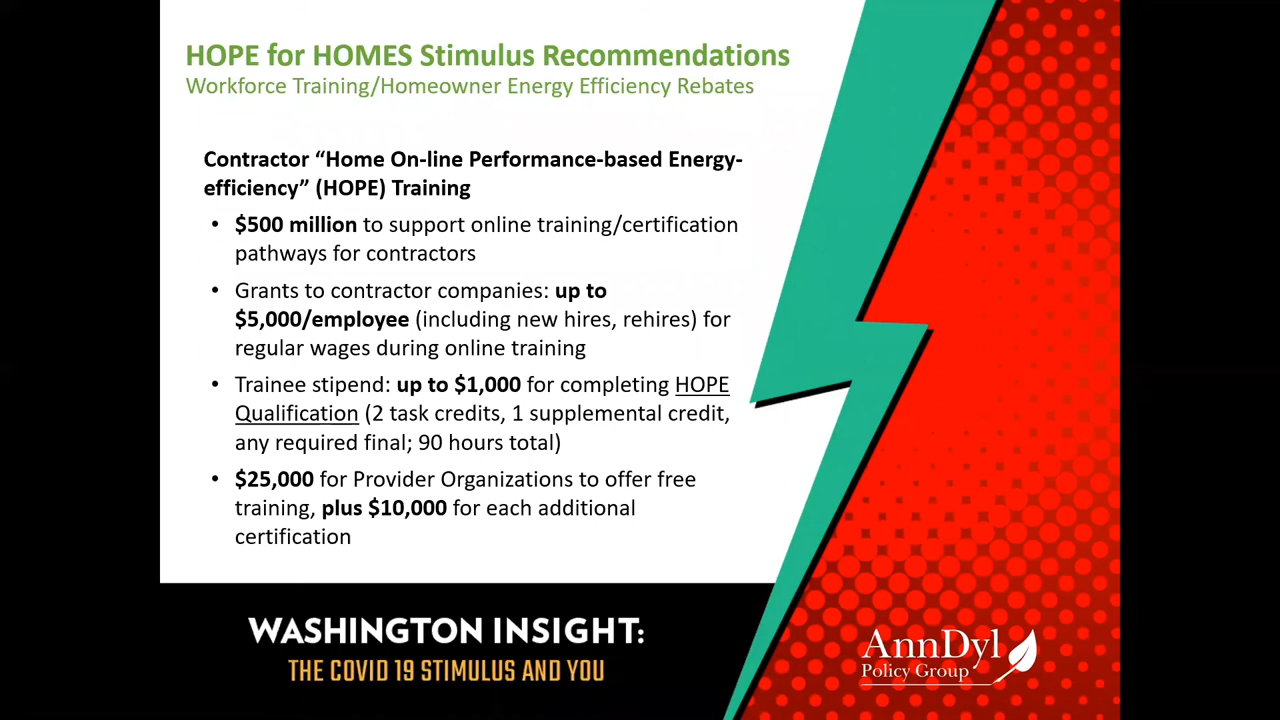 HOPE for HOMES Stimulus Recommendations
Workforce Training/Homeowner Energy Efficiency Rebates
Contractor “Home On-line Performance-based Energy-
efficiency” (HOPE) Training
• $500 million to support online training/certification
pathways for contractors
• Grants to contractor companies: up to
$5,000/employee (including new hires, rehires) for
regular wages during online training
• Trainee stipend: up to $1,000 for completing HOPE
Qualification (2 task credits, 1 supplemental credit,
any required final; 90 hours total)
• $25,000 for Provider Organizations to offer free
training, plus $10,000 for each additional
certification
WASHINGTON INSIGHT:
THE COVID 19 STIMULUS AND YOU
AnnDyl
Policy Group